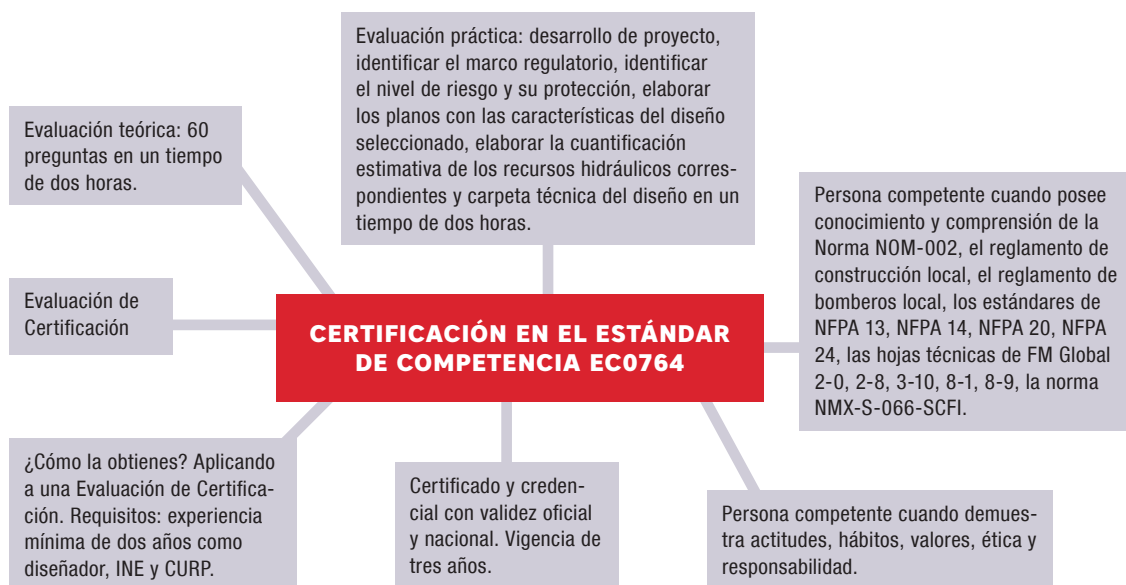 Evaluación práctica: desarrollo de proyecto,
identificar el marco regulatorio, identificar
el nivel de riesgo y su protección, elaborar
los planos con las características del diseño
seleccionado, elaborar la cuantificación
estimativa de los recursos hidráulicos corres-
pondientes y carpeta técnica del diseño en un
tiempo de dos horas.
Evaluación teórica: 60
preguntas en un tiempo
de dos horas.
Persona competente cuando posee
conocimiento y comprensión de la
Norma NOM-002, el reglamento de
construcción local, el reglamento de
bomberos local, los estándares de
NFPA 13, NFPA 14, NFPA 20, NFPA
24, las hojas técnicas de FM Global
2-0, 2-8, 3-10, 8-1, 8-9, la norma
NMX-S-066-SCFI.
Evaluación de
Certificación
CERTIFICACIÓN EN EL ESTÁNDAR
DE COMPETENCIA EC0764
¿Cómo la obtienes? Aplicando
a una Evaluación de Certifica-
ción. Requisitos: experiencia
mínima de dos años como
diseñador, INE y CURP.
Certificado y creden-
cial con validez oficial
y nacional. Vigencia de
tres años.
Persona competente cuando demues-
tra actitudes, hábitos, valores, ética y
responsabilidad.